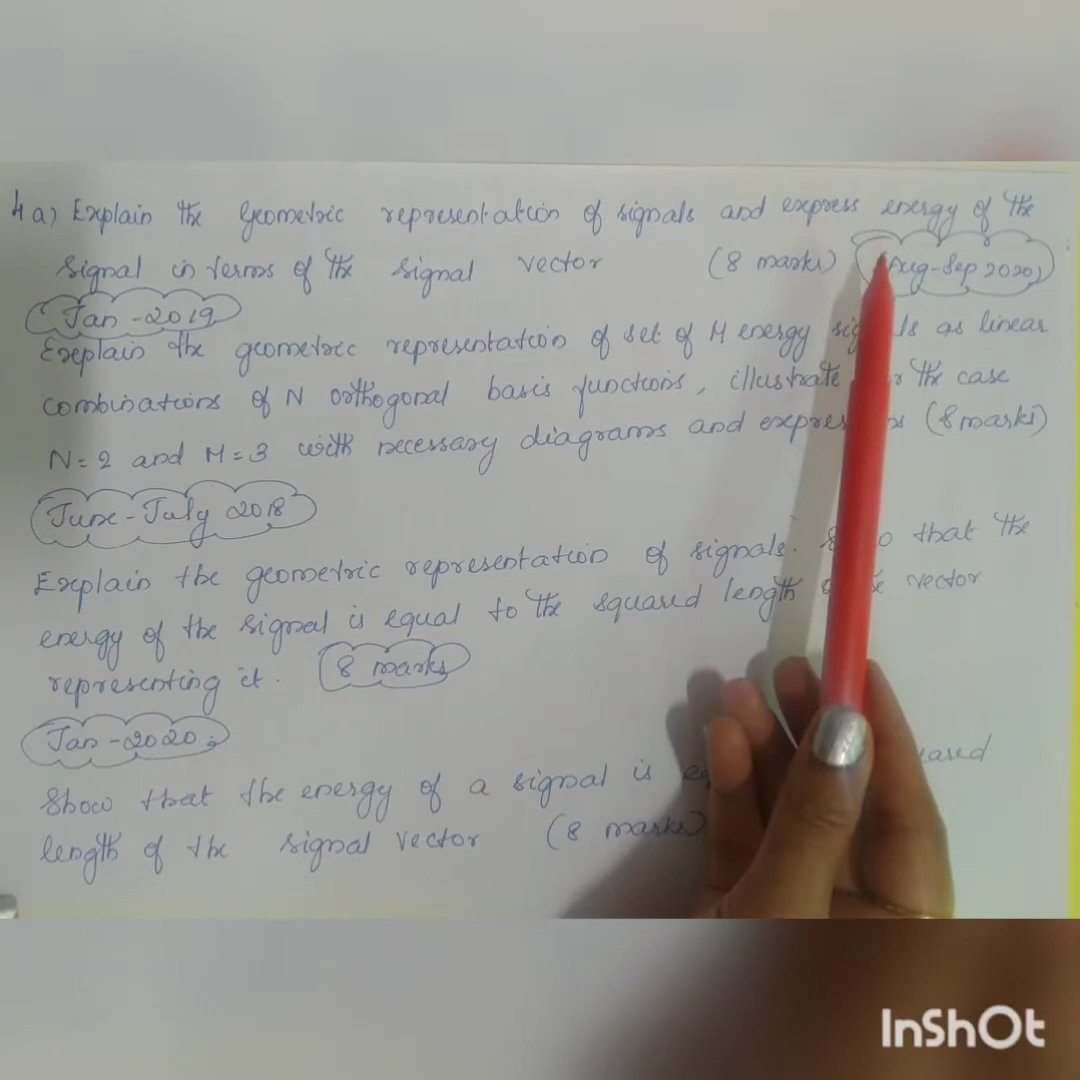 4a) Explain the Geometric representation of signals and express energy of the
signal in terms of the signal vector (8 marks) (Aug-Sep 2020)
Jan-2019
Explain the geometric representation of set of M energy as linear
combinations of N orthogonal basis functions, illustrate the case
N=2 and M=3 with necessary diagrams and (8 marks)
June-July 2018
Explain the geometric representation of signals. that the
energy of the signal is equal to the squared length vector
representing it. 8 marks
Jan-2020:
Show that the energy of a signal is
length of the signal vector (8 marks)
InShOt